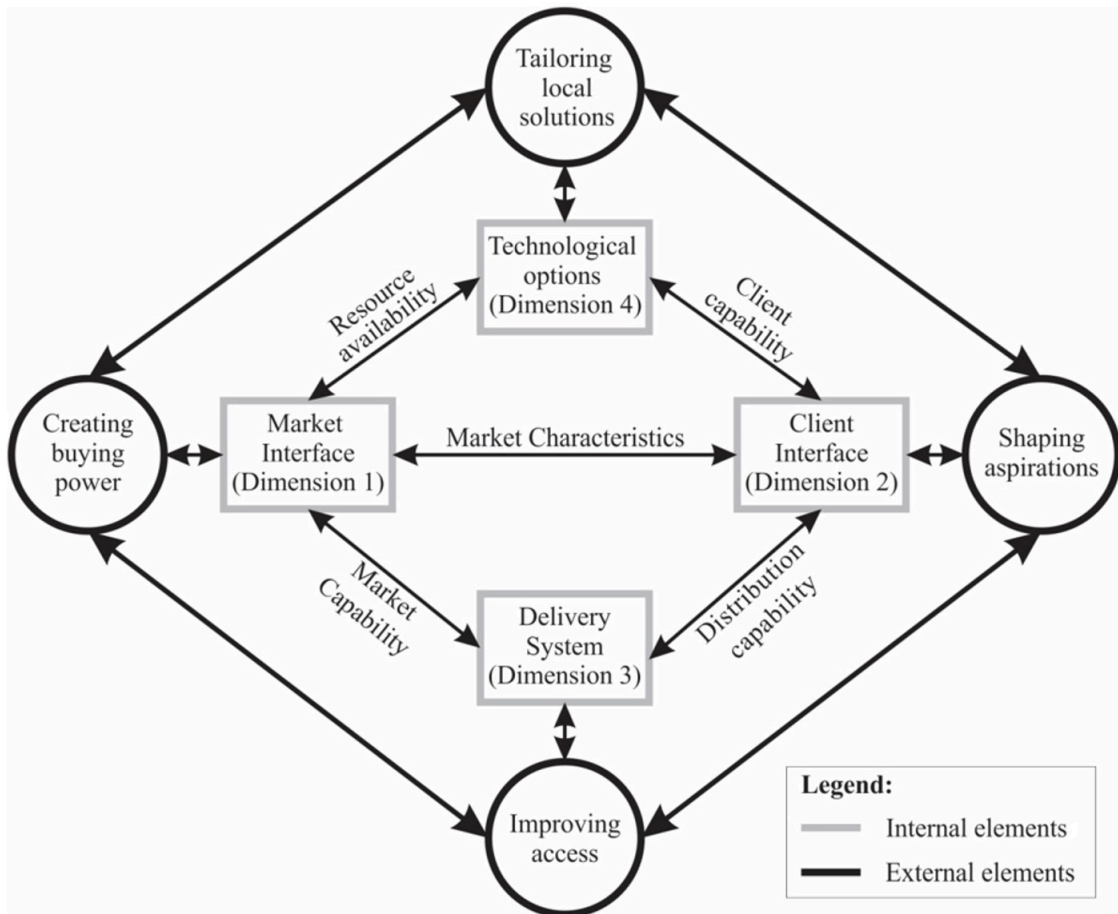 Tailoring
local
solutions
Technological
options
(Dimension 4)
Resource
availability
Client
capability
Creating
buying
power
Market
Interface
(Dimension 1)
Market Characteristics
Client
Interface
(Dimension 2)
Shaping
aspirations
Market
Capability
Delivery
System
(Dimension 3)
Distribution
capability
Improving
access
Legend:
Internal elements
External elements